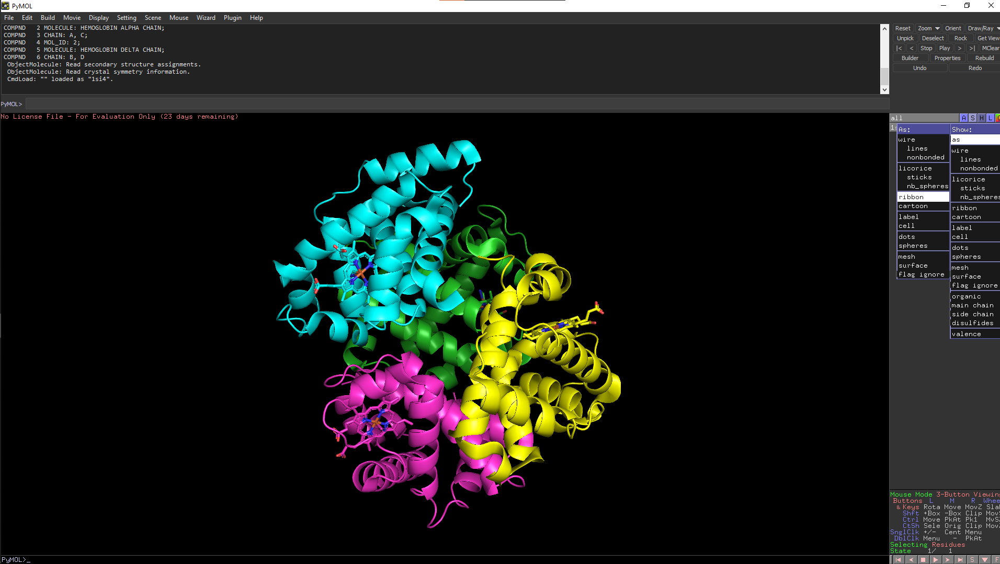 PyMOL
File Edit Build Movie Display Setting Scene Mouse Wizard Plugin Help
COMPND   2 MOLECULE: HEMOGLOBIN ALPHA CHAIN;
COMPND   3 CHAIN: A, C;
COMPND   4 MOL_ID: 2;
COMPND   5 MOLECULE: HEMOGLOBIN DELTA CHAIN;
COMPND   6 CHAIN: B, D
ObjectMolecule: Read secondary structure assignments.
ObjectMolecule: Read crystal symmetry information.
CmdLoad: "" loaded as "1si4".
PyMOL>
Reset Zoom Orient Draw/Ray
Unpick Deselect Rock Get View
|< < Stop Play > >| MClear
Builder Properties Rebuild
Undo Redo
No License File - For Evaluation Only (23 days remaining)
all A S H L
As:
wire
lines
nonbonded
licorice
sticks
nb_spheres
ribbon
cartoon
label
cell
dots
spheres
mesh
surface
flag ignore
Show:
as
wire
lines
nonbonded
licorice
sticks
nb_spheres
ribbon
cartoon
label
cell
dots
spheres
mesh
surface
flag ignore
organic
main chain
side chain
disulfides
valence
Mouse Mode 3-Button Viewing
Buttons L M R Whee
& Keys Rota Move MovZ Sla
Shft +Box -Box Clip Mov
Ctrl Move PkAt Pk1 MvS
CtSh Sele Orig Clip Mov
SnglClk +/- Cent Menu
DblClk Menu - PkAt
Selecting Residues
State 1/ 1
S F
PyMOL>_